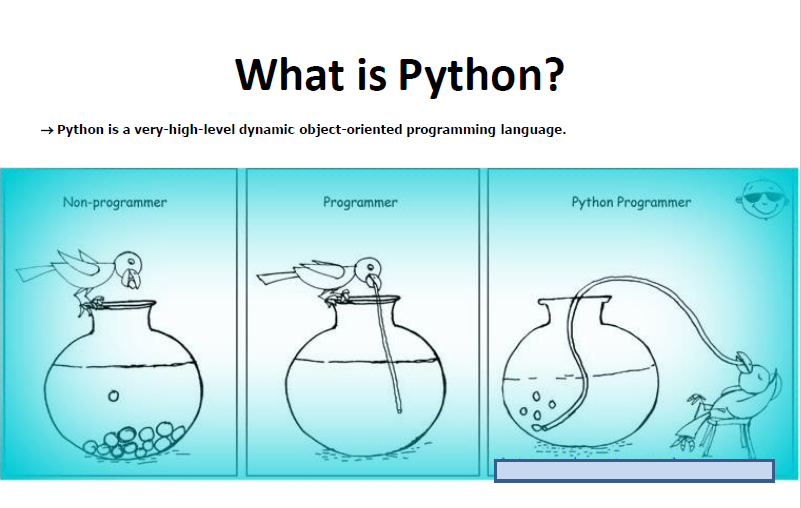 What is Python?
→ Python is a very-high-level dynamic object-oriented programming language.
Non-programmer
Programmer
Python Programmer